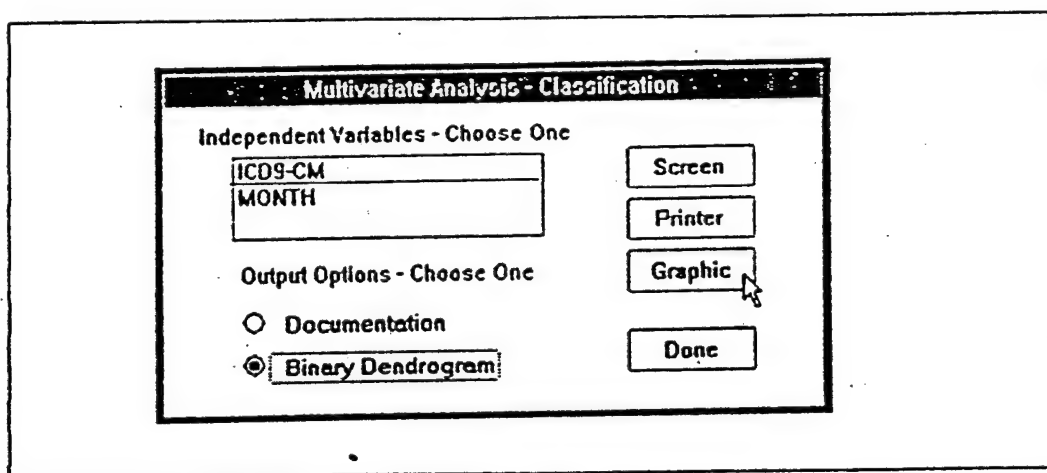 Multivariate Analysis - Classification
Independent Variables - Choose One
ICD9-CM
MONTH
Screen
Printer
Graphic
Output Options - Choose One
Documentation
Binary Dendrogram
Done